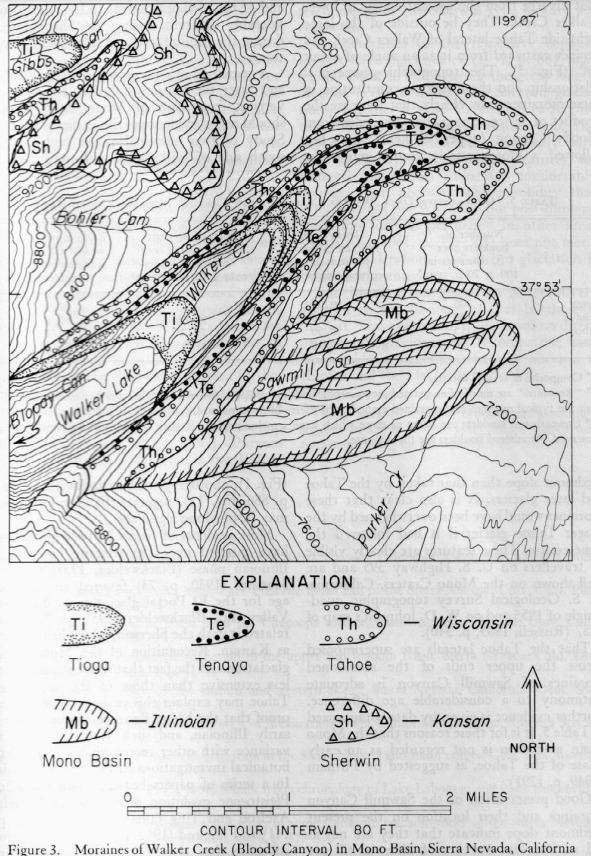 119° 07'
Ti
Gibbs
Can
Sh
7600
8000
Th
Th
Te
Sh
Th
9200
Th
Ti
Bohler Can
Te
8800
Walker Cr
37° 53'
8400
Mb
Ti
Sawmill Can
Bloody Can
Walker Lake
Te
Mb
7200
Th
Parker Cr
8000
8800
7600
EXPLANATION
Ti
Te
Th
— Wisconsin
Tioga
Tenaya
Tahoe
Mb
— Illinoian
Sh
— Kansan
Mono Basin
Sherwin
NORTH
0 1 2 MILES
CONTOUR INTERVAL 80 FT
Figure 3. Moraines of Walker Creek (Bloody Canyon) in Mono Basin, Sierra Nevada, California